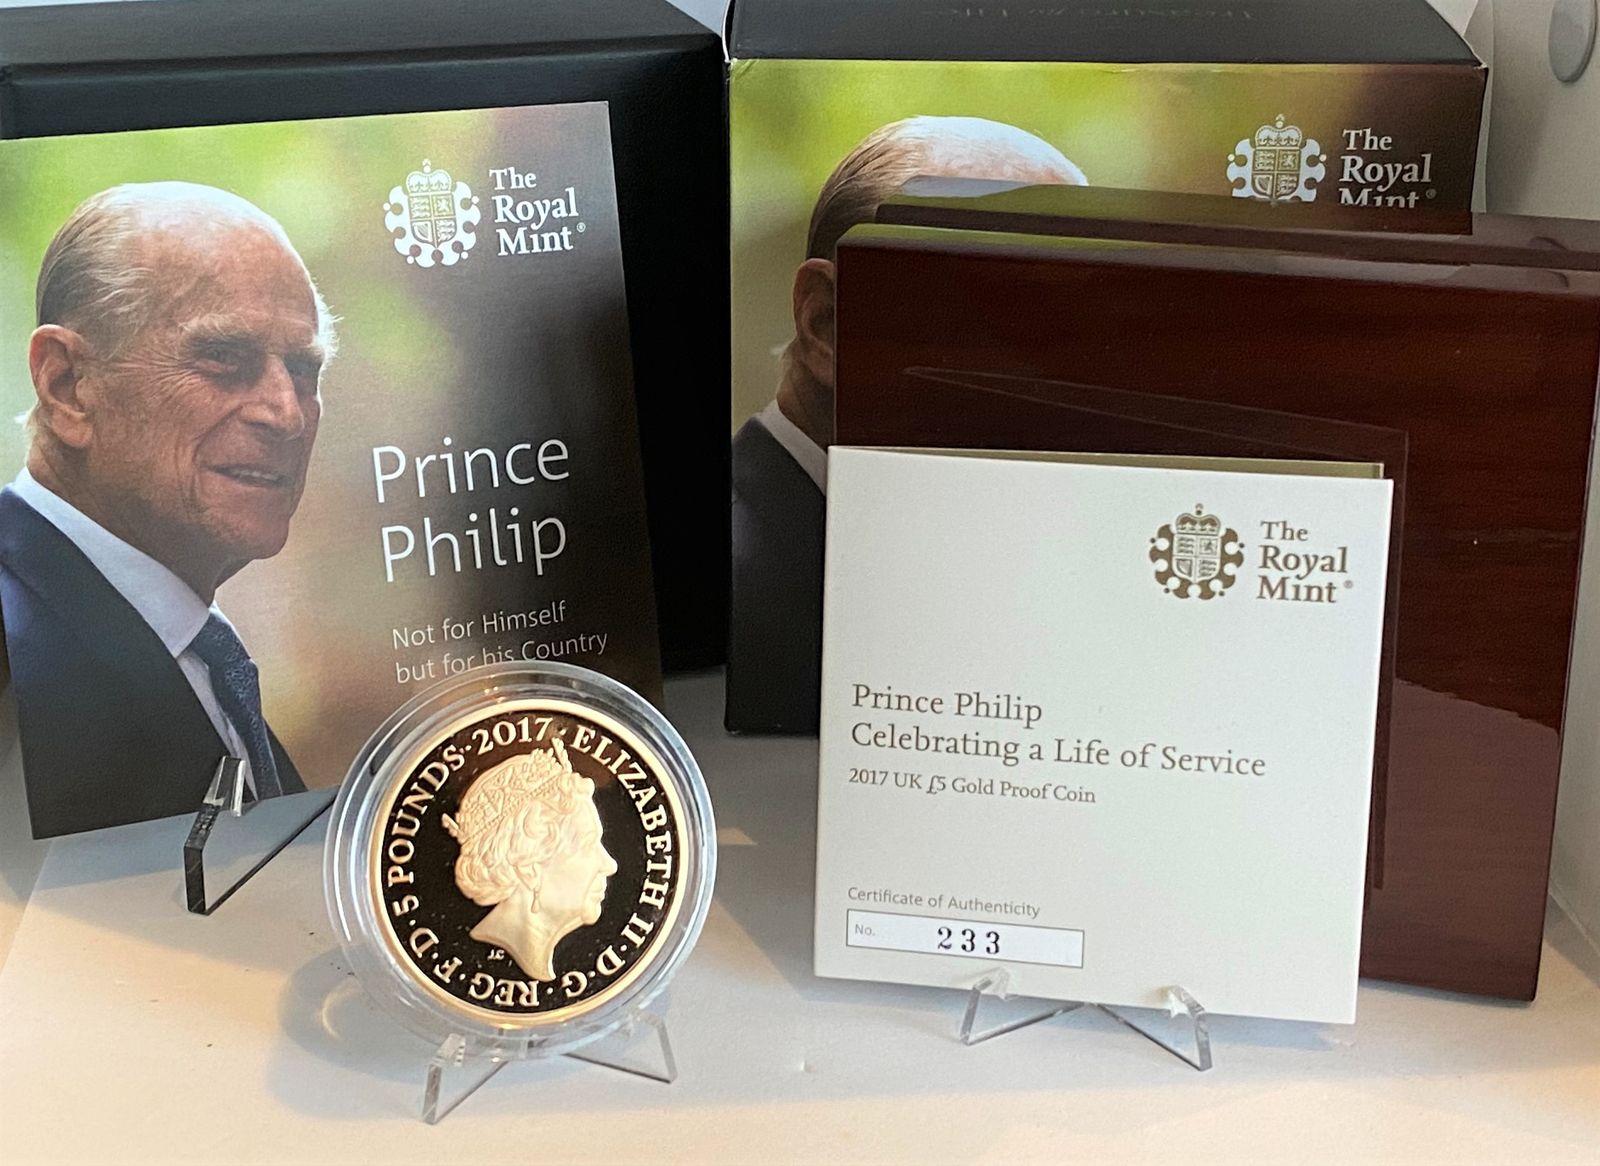 The
Royal
Mint®
Prince
Philip
Not for Himself
but for his Country
5 POUNDS·2017·ELIZABETH II·D·G·REG·F·D·
The
Royal
Mint®
The
Royal
Mint®
Prince Philip
Celebrating a Life of Service
2017 UK £5 Gold Proof Coin
Certificate of Authenticity
No. 233